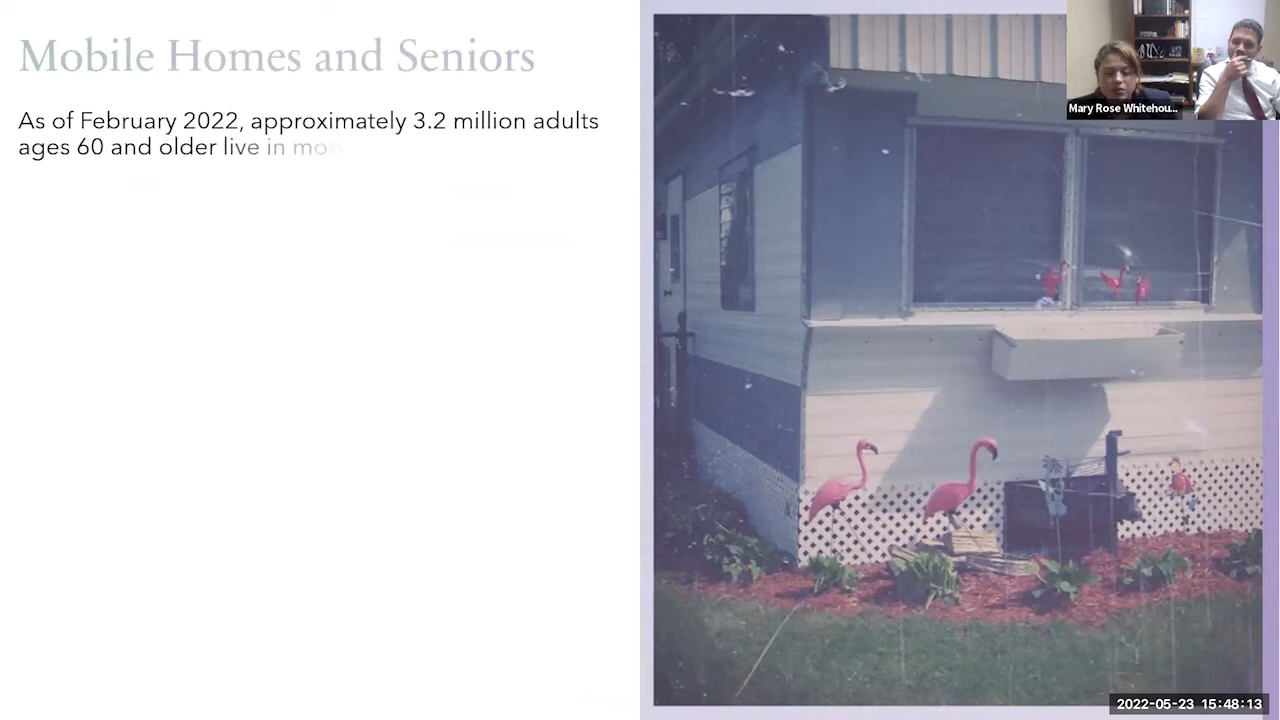 Mobile Homes and Seniors
As of February 2022, approximately 3.2 million adults
ages 60 and older live in mob
Mary Rose Whitehou...
2022-05-23 15:48:13